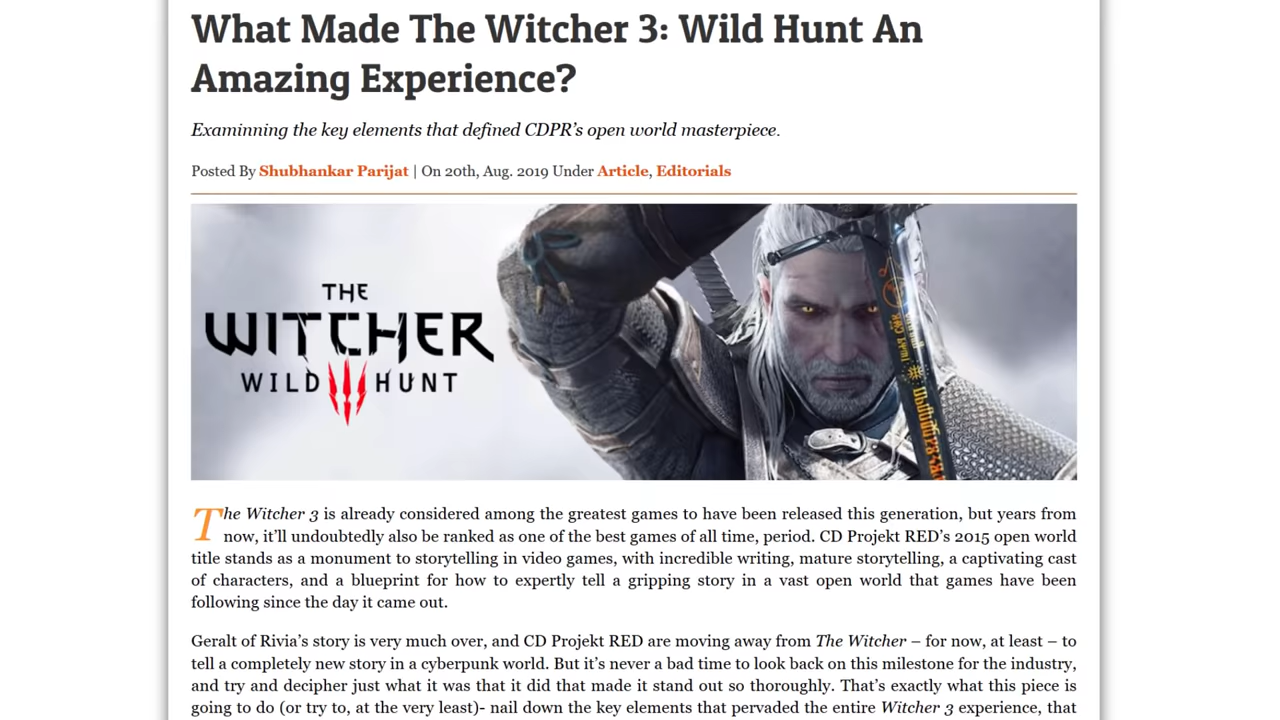 What Made The Witcher 3: Wild Hunt An
Amazing Experience?
Examinning the key elements that defined CDPR’s open world masterpiece.
Posted By Shubhankar Parijat | On 20th, Aug. 2019 Under Article, Editorials
THE
WITCHER
WILD HUNT
The Witcher 3 is already considered among the greatest games to have been released this generation, but years from
now, it’ll undoubtedly also be ranked as one of the best games of all time, period. CD Projekt RED’s 2015 open world
title stands as a monument to storytelling in video games, with incredible writing, mature storytelling, a captivating cast
of characters, and a blueprint for how to expertly tell a gripping story in a vast open world that games have been
following since the day it came out.
Geralt of Rivia’s story is very much over, and CD Projekt RED are moving away from The Witcher – for now, at least – to
tell a completely new story in a cyberpunk world. But it’s never a bad time to look back on this milestone for the industry,
and try and decipher just what it was that it did that made it stand out so thoroughly. That’s exactly what this piece is
going to do (or try to, at the very least)- nail down the key elements that pervaded the entire Witcher 3 experience, that